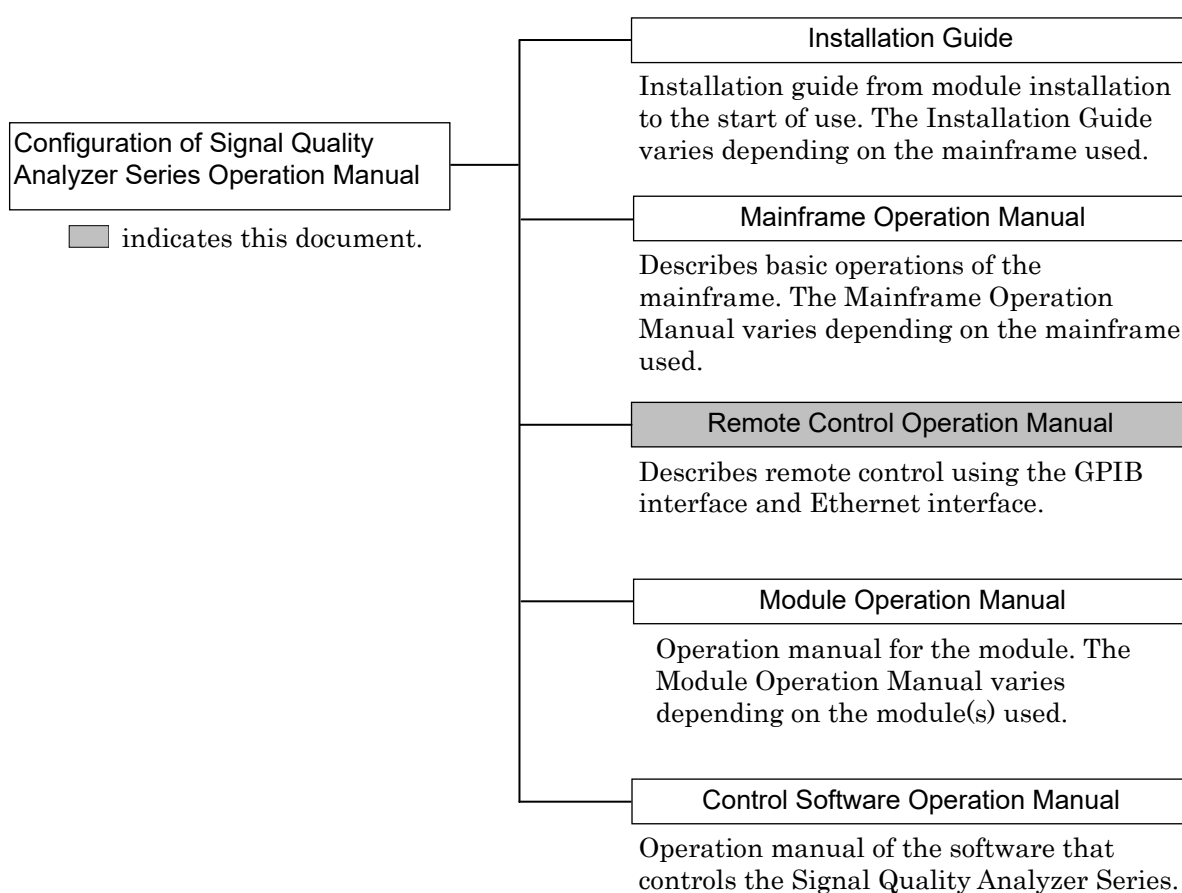 Configuration of Signal Quality
Analyzer Series Operation Manual
indicates this document.
Installation Guide
Installation guide from module installation
to the start of use. The Installation Guide
varies depending on the mainframe used.
Mainframe Operation Manual
Describes basic operations of the
mainframe. The Mainframe Operation
Manual varies depending on the mainframe
used.
Remote Control Operation Manual
Describes remote control using the GPIB
interface and Ethernet interface.
Module Operation Manual
Operation manual for the module. The
Module Operation Manual varies
depending on the module(s) used.
Control Software Operation Manual
Operation manual of the software that
controls the Signal Quality Analyzer Series.